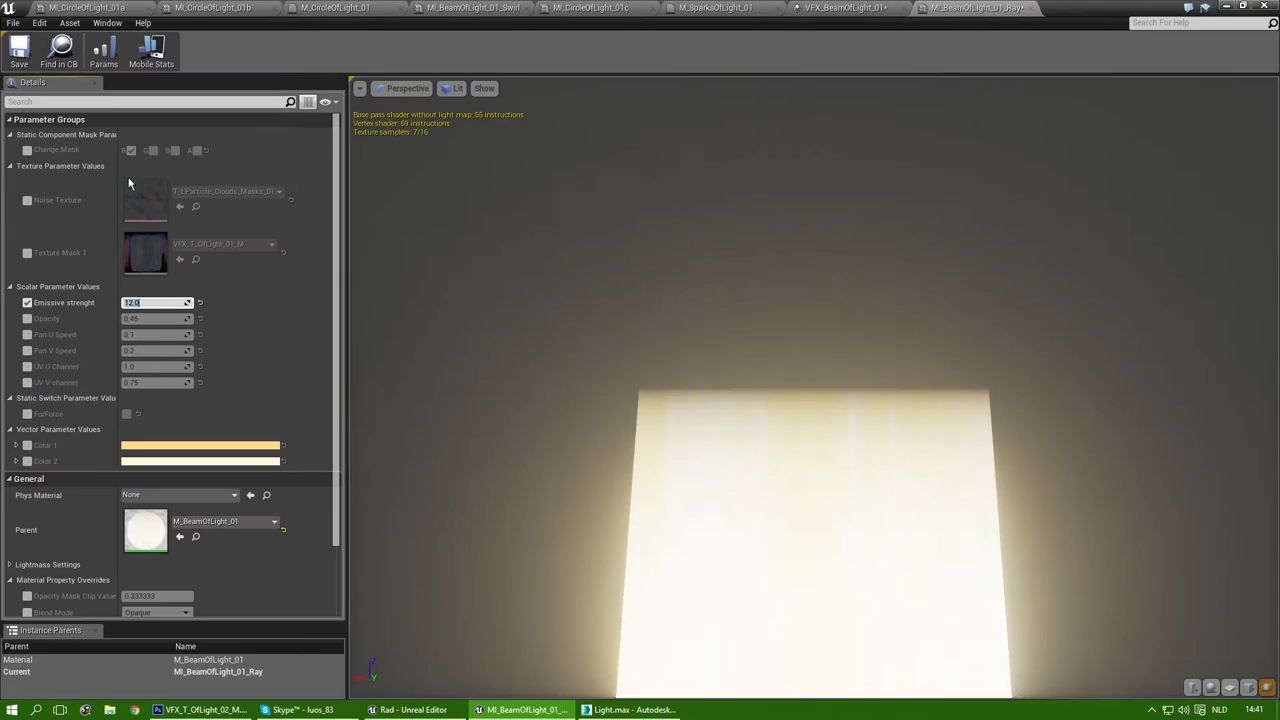 MI_CircleOfLight_01a
MI_CircleOfLight_01b
M_CircleOfLight_01
MI_BeamOfLight_01_Swirl
MI_CircleOfLight_01c
M_SparksOfLight_01
VFX_BeamOfLight_01*
MI_BeamOfLight_01_Ray*
File Edit Asset Window Help
Search For Help
Save Find in CB Params Mobile Stats
Details
Perspective Lit Show
Search
Base pass shader without light map: 55 instructions
Vertex shader: 69 instructions
Texture samplers: 7/16
Parameter Groups
Static Component Mask Para
Change Mask R G B A
Texture Parameter Values
Noise Texture T_LParticle_Clouds_Masks_01
Texture Mask 1 VFX_T_OfLight_01_M
Scalar Parameter Values
Emissive strenght 12.0
Opacity 0.45
Pan U Speed 0.1
Pan V Speed 0.2
UV U Channel 1.0
UV V channel 0.75
Static Switch Parameter Value
ForForce
Vector Parameter Values
Color 1
Color 2
General
Phys Material None
Parent M_BeamOfLight_01
Lightmass Settings
Material Property Overrides
Opacity Mask Clip Value 0.333333
Blend Mode Opaque
Instance Parents
Parent Name
Material M_BeamOfLight_01
Current MI_BeamOfLight_01_Ray
Z
Y
VFX_T_OfLight_02_M....
Skype™ - luos_83
Rad - Unreal Editor
MI_BeamOfLight_01_...
Light.max - Autodesk...
NLD
14:41